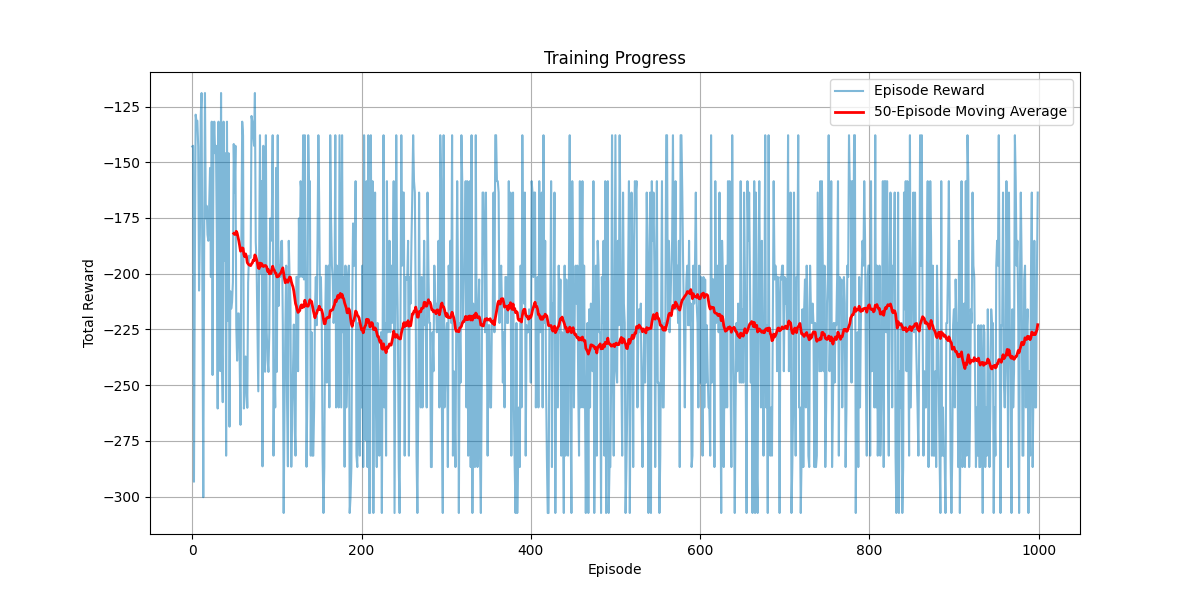 Training Progress
Episode Reward
50-Episode Moving Average
Total Reward
−125
−150
−175
−200
−225
−250
−275
−300
0
200
400
600
800
1000
Episode